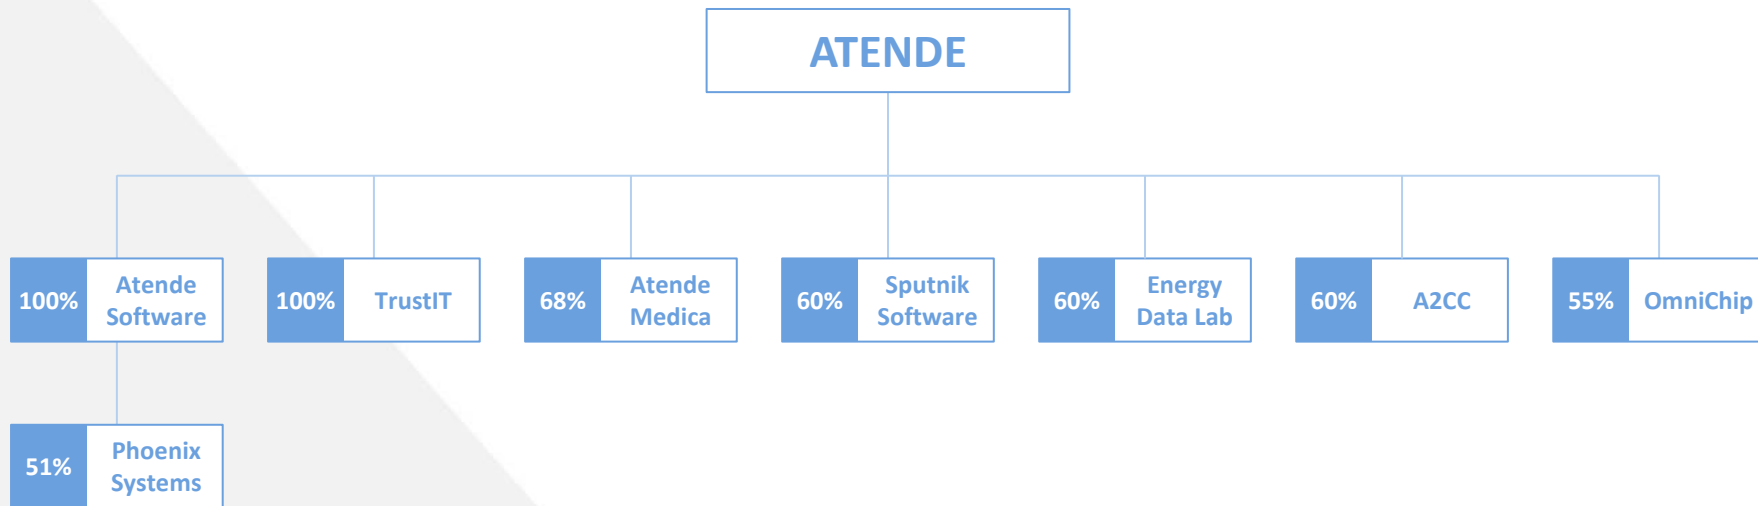 ATENDE
100%
Atende
Software
100%
TrustIT
68%
Atende
Medica
60%
Sputnik
Software
60%
Energy
Data Lab
60%
A2CC
55%
OmniChip
51%
Phoenix
Systems